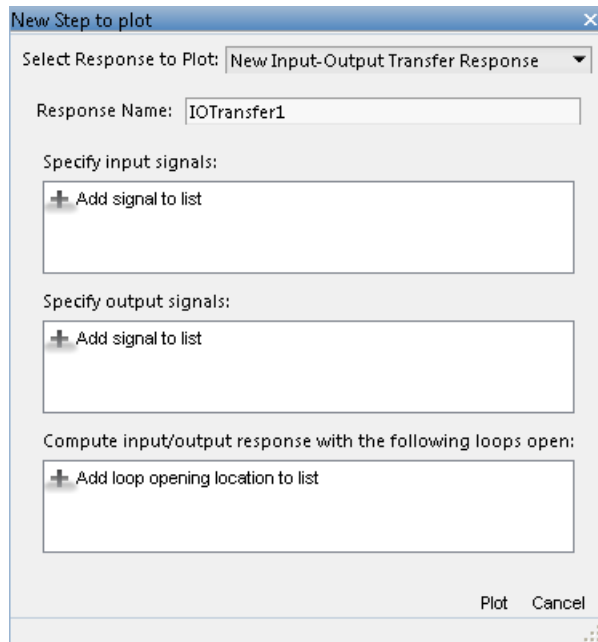 New Step to plot
Select Response to Plot: New Input-Output Transfer Response
Response Name: IOTransfer1
Specify input signals:
Add signal to list
Specify output signals:
Add signal to list
Compute input/output response with the following loops open:
Add loop opening location to list
Plot Cancel